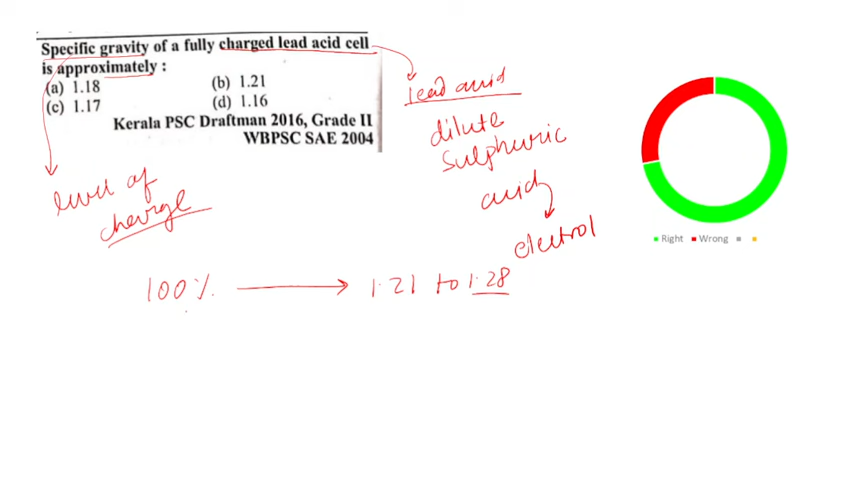 Specific gravity of a fully charged lead acid cell
is approximately :
(a) 1.18 (b) 1.21
(c) 1.17 (d) 1.16
Kerala PSC Draftman 2016, Grade II
WBPSC SAE 2004
lead acid
dilute
Sulphuric
acid
electrol
level of
charge
100% 1.21 to 1.28
Right Wrong